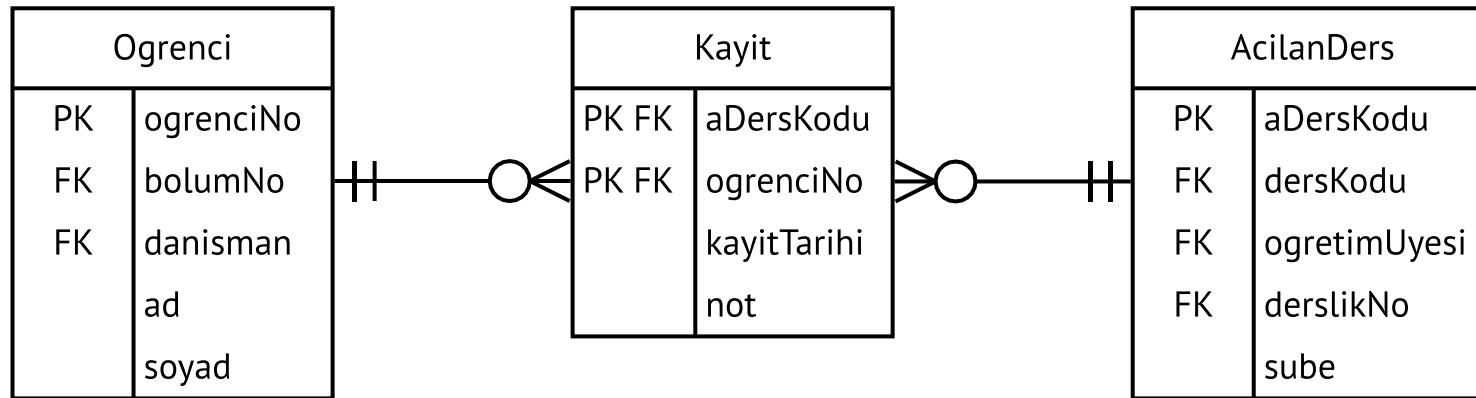 Ogrenci
PK ogrenciNo
FK bolumNo
FK danisman
ad
soyad
Kayit
PK FK aDersKodu
PK FK ogrenciNo
kayitTarihi
not
AcilanDers
PK aDersKodu
FK dersKodu
FK ogretimUyesi
FK derslikNo
sube